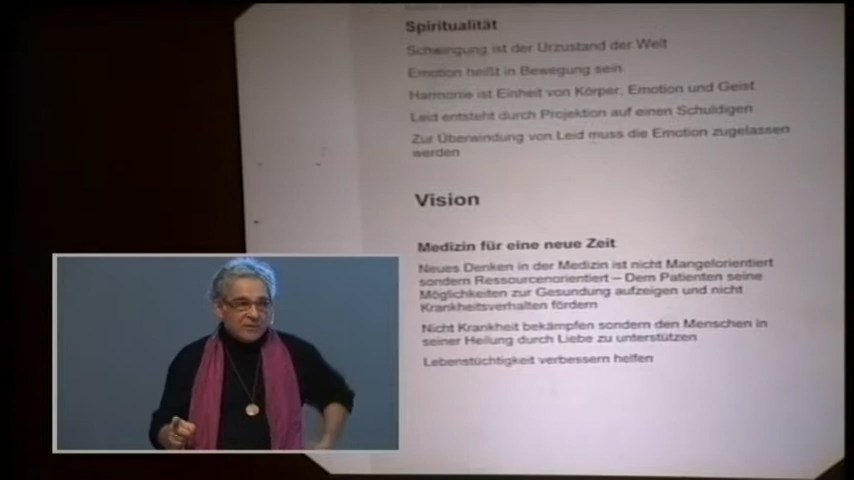 Spiritualität
Schwingung ist der Urzustand der Welt
Emotion heißt in Bewegung sein
Harmonie ist Einheit von Körper, Emotion und Geist
Leid entsteht durch Projektion auf einen Schuldigen
Zur Überwindung von Leid muss die Emotion zugelassen
werden
Vision
Medizin für eine neue Zeit
Neues Denken in der Medizin ist nicht Mangelorientiert
sondern Ressourcenorientiert – Dem Patienten seine
Möglichkeiten zur Gesundung aufzeigen und nicht
Krankheitsverhalten fördern
Nicht Krankheit bekämpfen sondern den Menschen in
seiner Heilung durch Liebe zu unterstützen
Lebenstüchtigkeit verbessern helfen